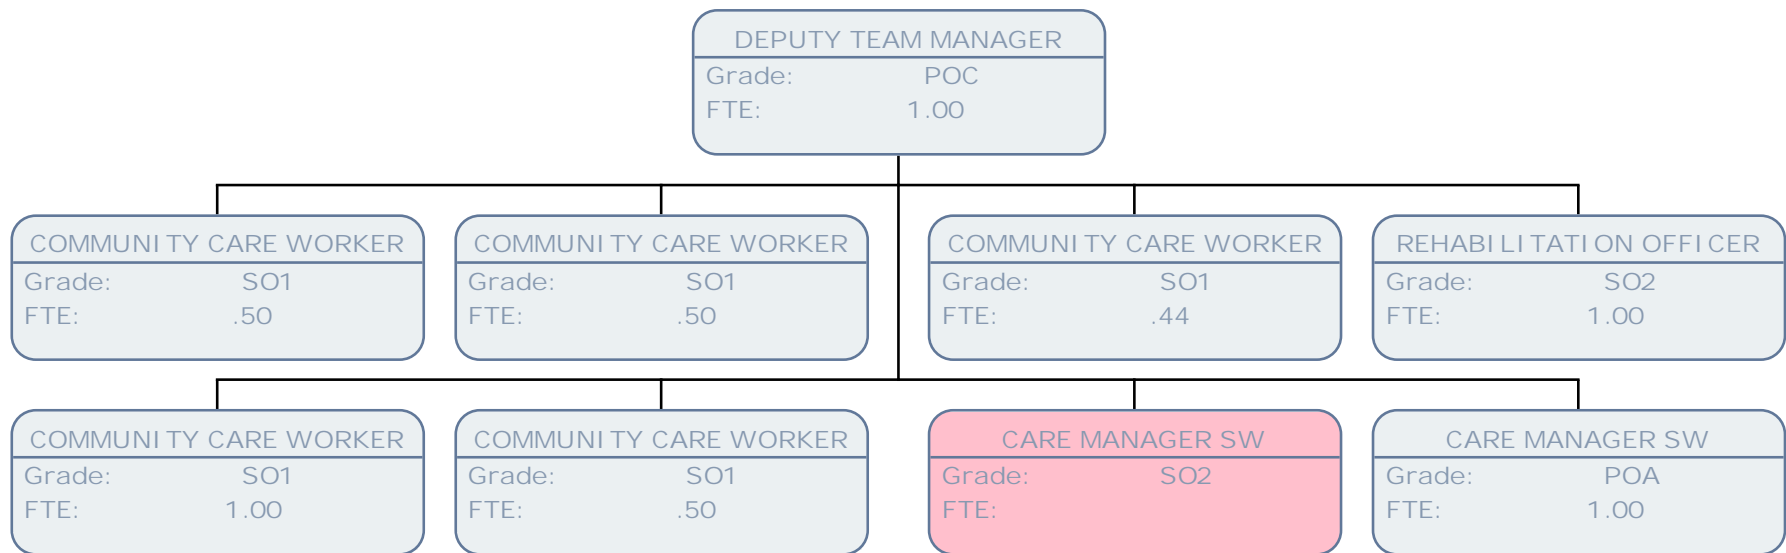 DEPUTY TEAM MANAGER
Grade: POC
FTE: 1.00
COMMUNITY CARE WORKER
Grade: SO1
FTE: .50
COMMUNITY CARE WORKER
Grade: SO1
FTE: .50
COMMUNITY CARE WORKER
Grade: SO1
FTE: .44
REHABILITATION OFFICER
Grade: SO2
FTE: 1.00
COMMUNITY CARE WORKER
Grade: SO1
FTE: 1.00
COMMUNITY CARE WORKER
Grade: SO1
FTE: .50
CARE MANAGER SW
Grade: SO2
FTE:
CARE MANAGER SW
Grade: POA
FTE: 1.00